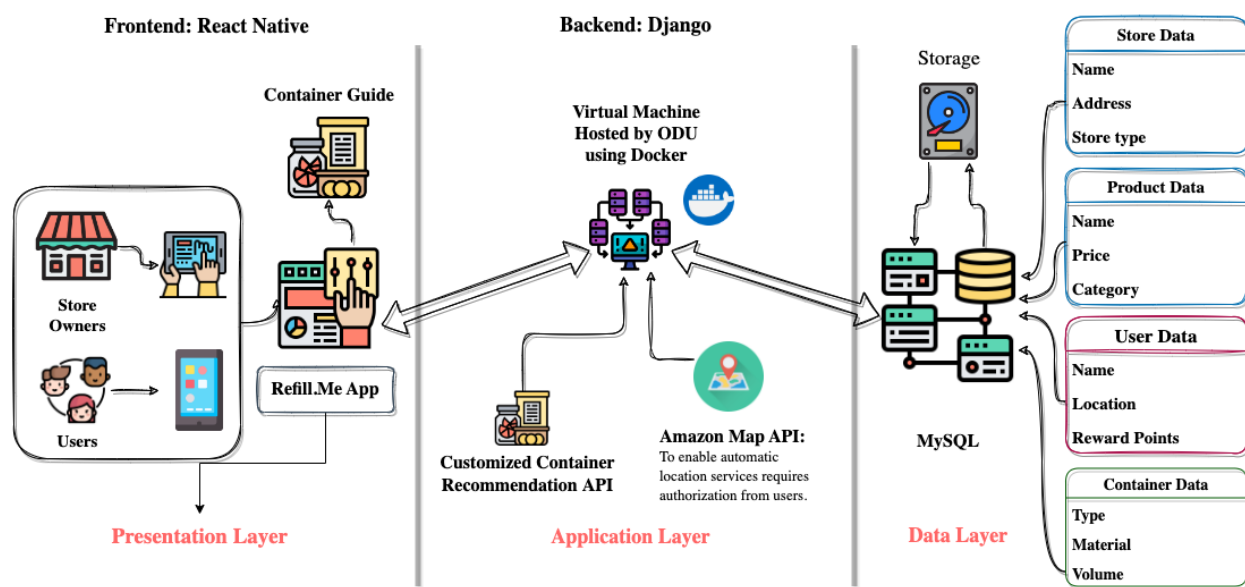 Frontend: React Native
Container Guide
Store
Owners
Users
Refill.Me App
Presentation Layer
Backend: Django
Virtual Machine
Hosted by ODU
using Docker
Customized Container
Recommendation API
Amazon Map API:
To enable automatic
location services requires
authorization from users.
Application Layer
Storage
MySQL
Data Layer
Store Data
Name
Address
Store type
Product Data
Name
Price
Category
User Data
Name
Location
Reward Points
Container Data
Type
Material
Volume